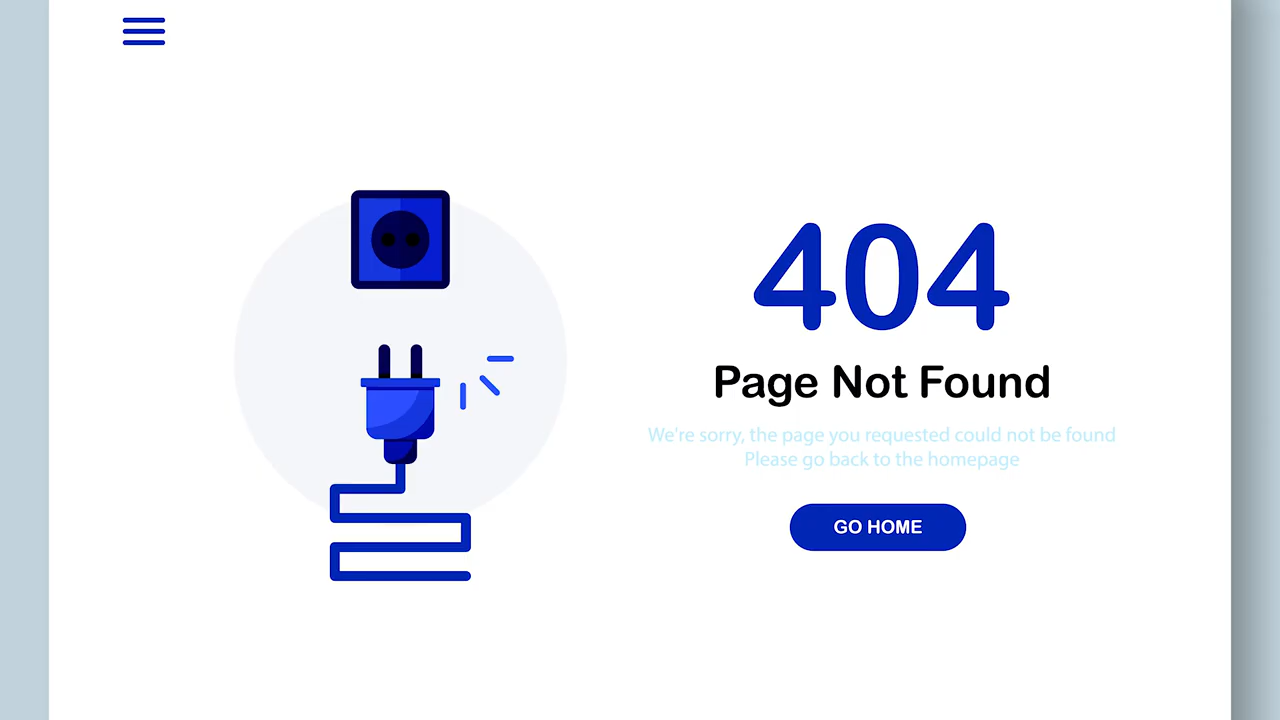 404
Page Not Found
We're sorry, the page you requested could not be found
Please go back to the homepage
GO HOME